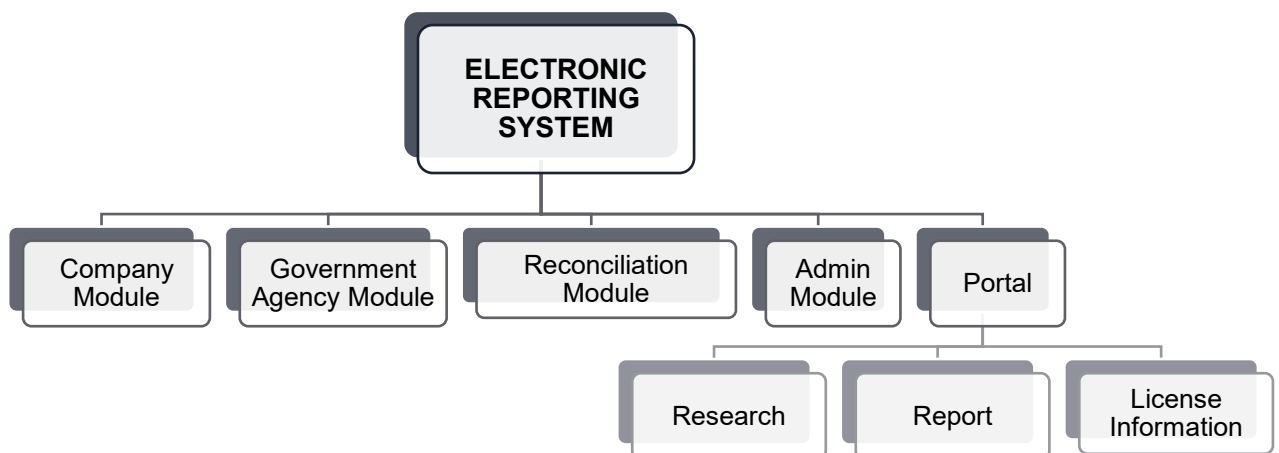 ELECTRONIC
REPORTING
SYSTEM
Company
Module
Government
Agency Module
Reconciliation
Module
Admin
Module
Portal
Research
Report
License
Information